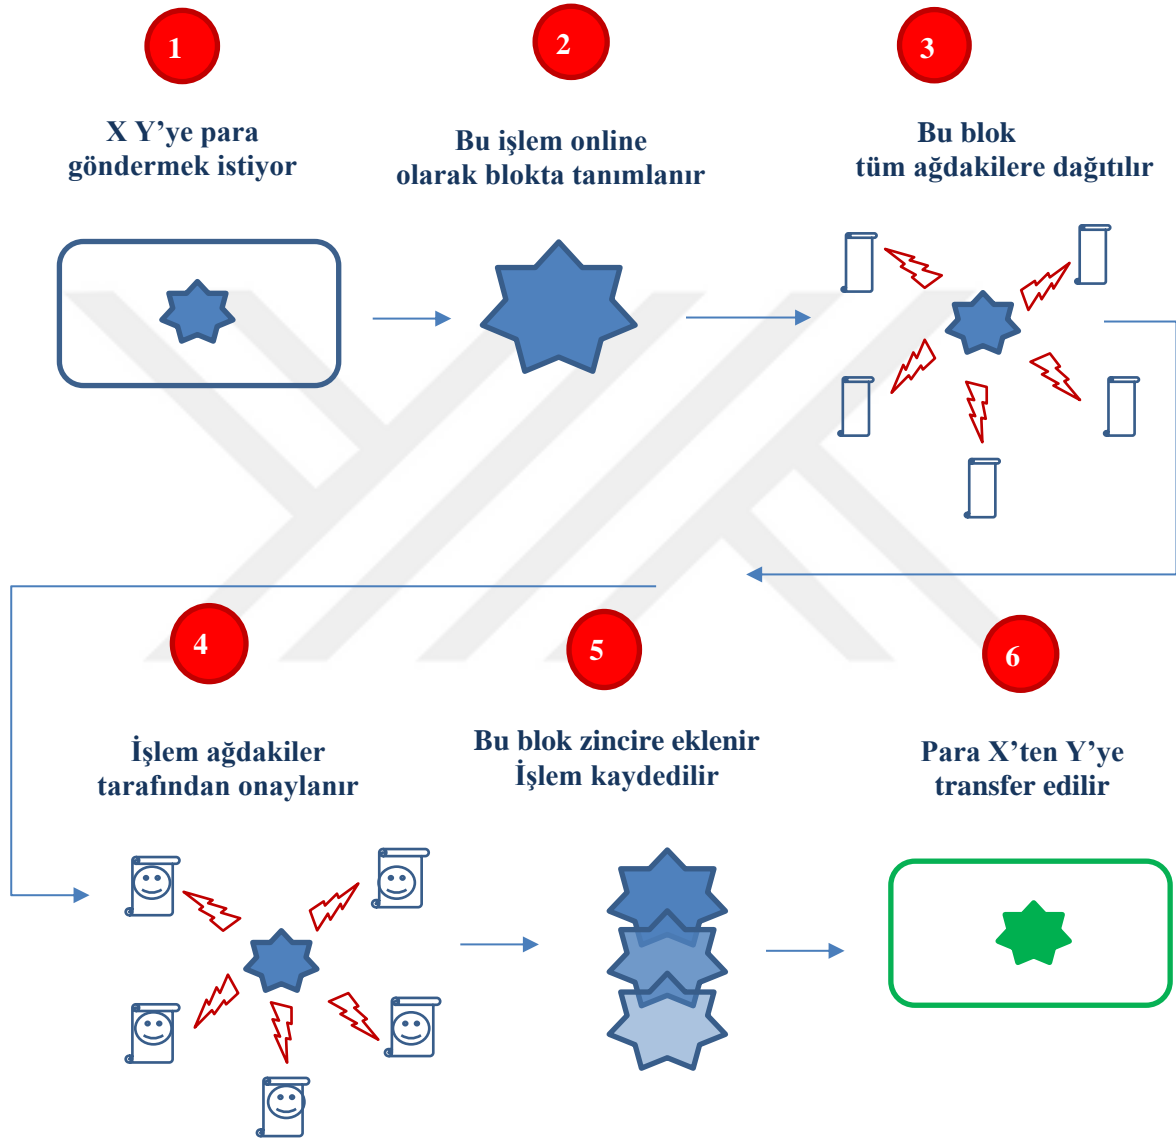 1
X Y’ye para
göndermek istiyor
2
Bu işlem online
olarak blokta tanımlanır
3
Bu blok
tüm ağdakilere dağıtılır
4
İşlem ağdakiler
tarafından onaylanır
5
Bu blok zincire eklenir
İşlem kaydedilir
6
Para X’ten Y’ye
transfer edilir